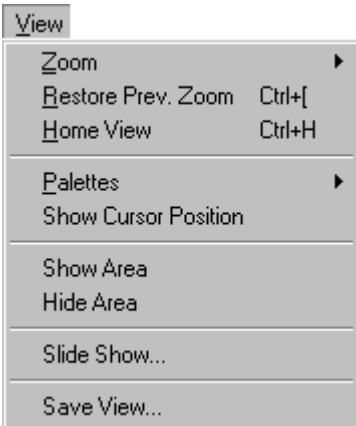 View
Zoom
Restore Prev. Zoom Ctrl+[
Home View Ctrl+H
Palettes
Show Cursor Position
Show Area
Hide Area
Slide Show...
Save View...